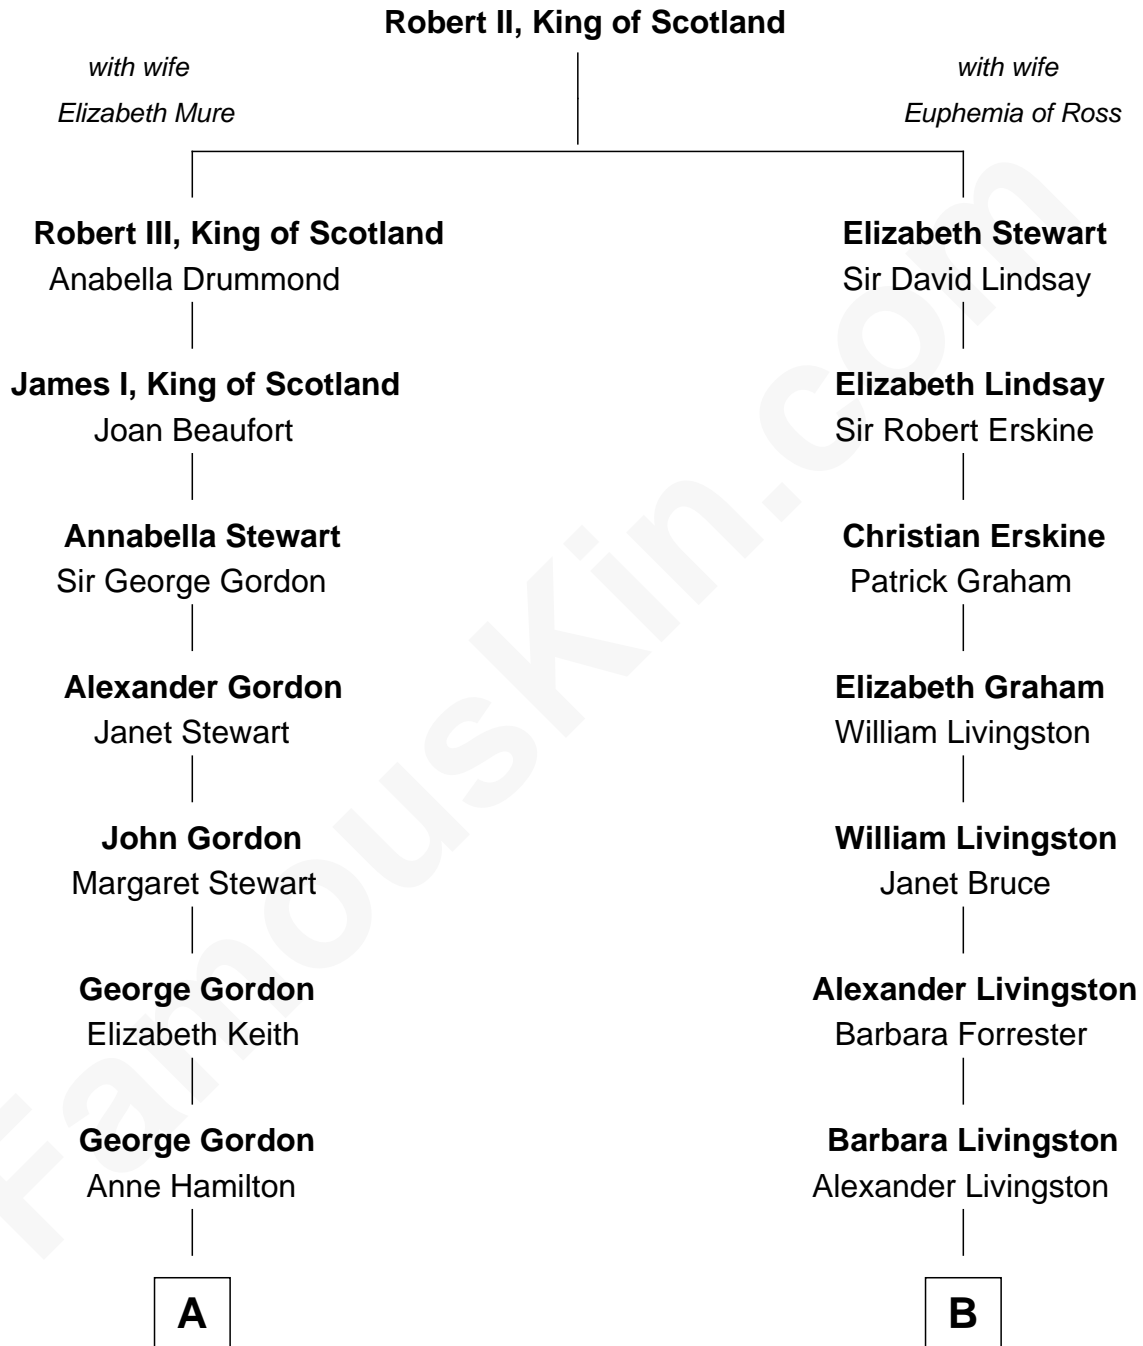 Robert II, King of Scotland
with wife
Elizabeth Mure
with wife
Euphemia of Ross
Robert III, King of Scotland
Anabella Drummond
Elizabeth Stewart
Sir David Lindsay
James I, King of Scotland
Joan Beaufort
Elizabeth Lindsay
Sir Robert Erskine
Annabella Stewart
Sir George Gordon
Christian Erskine
Patrick Graham
Alexander Gordon
Janet Stewart
Elizabeth Graham
William Livingston
John Gordon
Margaret Stewart
William Livingston
Janet Bruce
George Gordon
Elizabeth Keith
Alexander Livingston
Barbara Forrester
George Gordon
Anne Hamilton
Barbara Livingston
Alexander Livingston
A
B
FamousKin.com